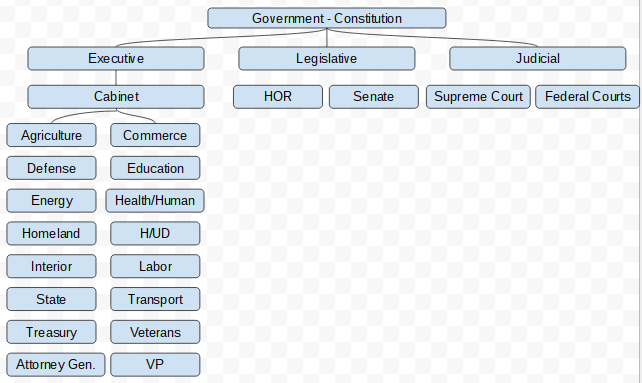 Government - Constitution
Executive
Legislative
Judicial
Cabinet
HOR
Senate
Supreme Court
Federal Courts
Agriculture
Commerce
Defense
Education
Energy
Health/Human
Homeland
H/UD
Interior
Labor
State
Transport
Treasury
Veterans
Attorney Gen.
VP